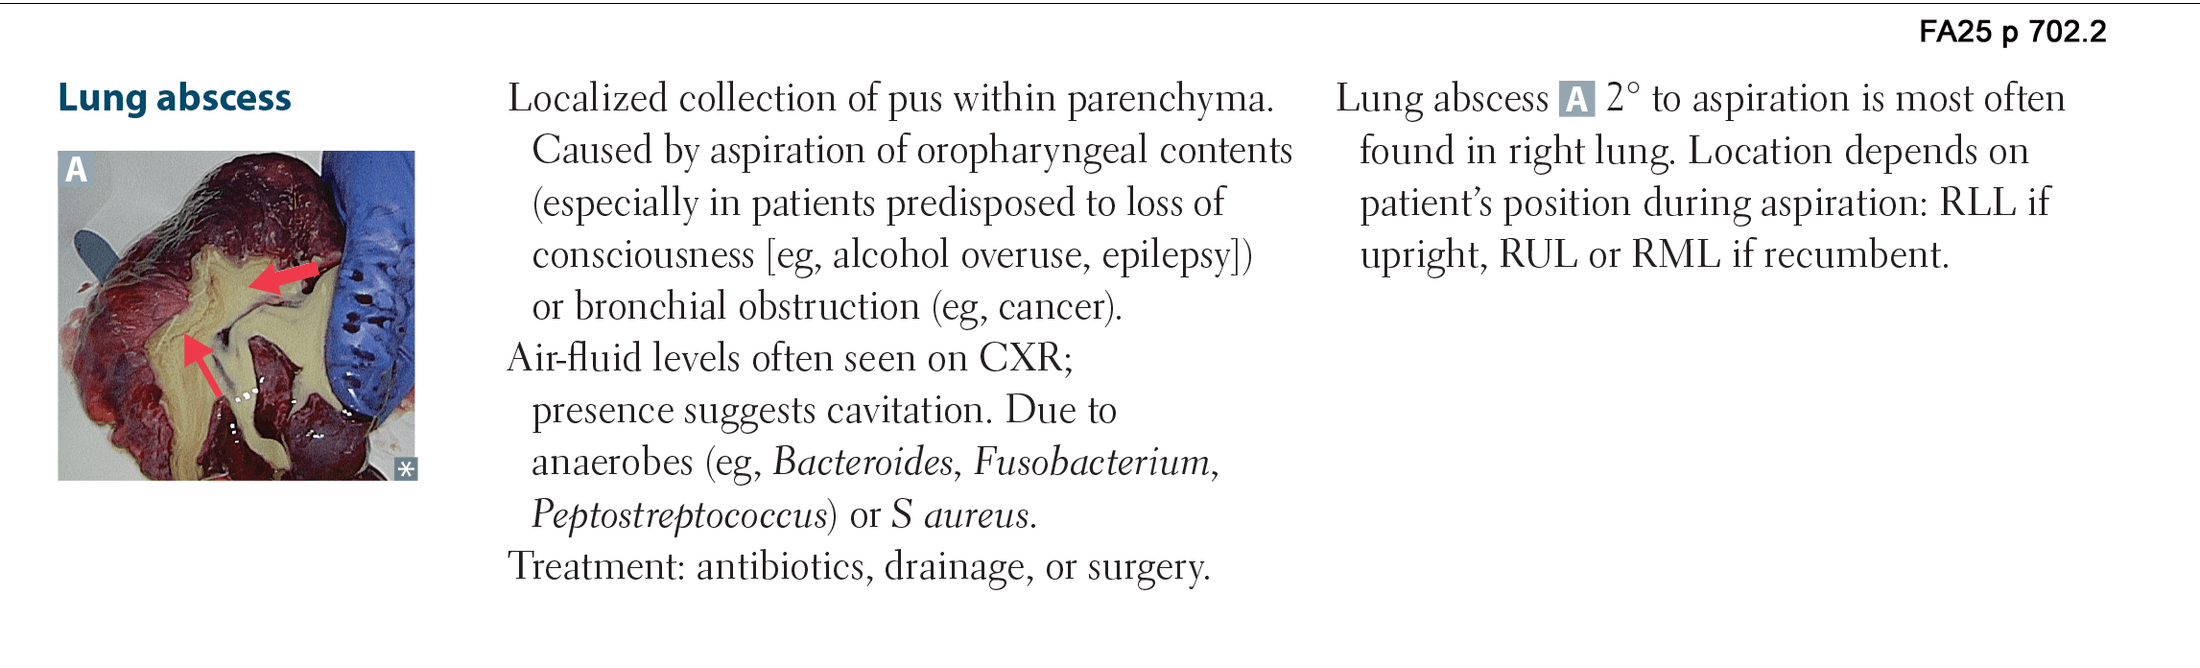 FA25 p 702.2
Lung abscess
A
Localized collection of pus within parenchyma.
Caused by aspiration of oropharyngeal contents
(especially in patients predisposed to loss of
consciousness [eg, alcohol overuse, epilepsy])
or bronchial obstruction (eg, cancer).
Air-fluid levels often seen on CXR;
presence suggests cavitation. Due to
anaerobes (eg, Bacteroides, Fusobacterium,
Peptostreptococcus) or S aureus.
Treatment: antibiotics, drainage, or surgery.
Lung abscess A 2° to aspiration is most often
found in right lung. Location depends on
patient’s position during aspiration: RLL if
upright, RUL or RML if recumbent.